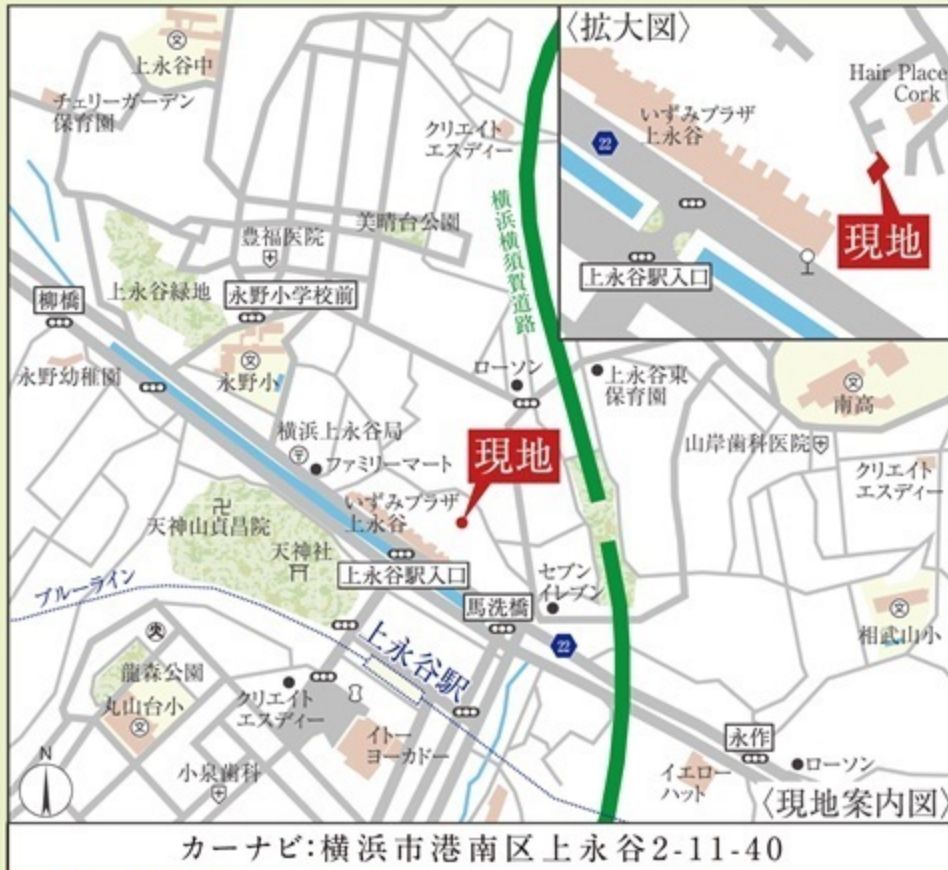 〈拡大図〉
Hair Place
Cork
いずみプラザ
上永谷
22
現地
上永谷駅入口
上永谷中
チェリーガーデン
保育園
クリエイト
エスディー
横浜横須賀道路
美晴台公園
豊福医院
上永谷緑地
永野小学校前
柳橋
永野幼稚園
永野小
ローソン
上永谷東
保育園
南高
山岸歯科医院
クリエイト
エスディー
横浜上永谷局
ファミリーマート
現地
いずみプラザ
上永谷
天神山貞昌院
天神社
上永谷駅入口
セブン
イレブン
馬洗橋
ブルーライン
22
相武山小
上永谷駅
龍森公園
丸山台小
クリエイト
エスディー
イトー
ヨーカドー
小泉歯科
永作
ローソン
イエロー
ハット
N
〈現地案内図〉
カーナビ:横浜市港南区上永谷2-11-40